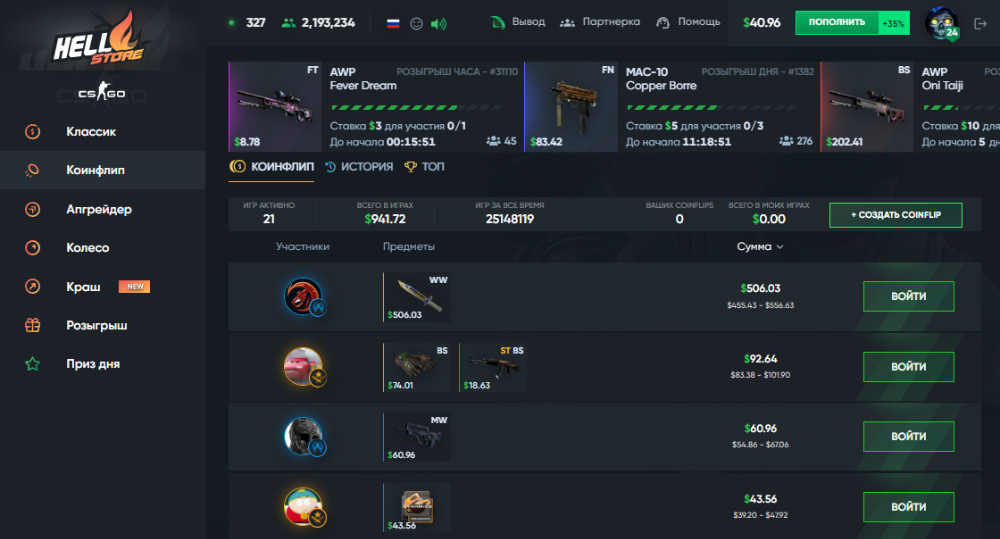 HELL
STORE
CS GO
327
2,193,234
Вывод
Партнерка
Помощь
$40.96
ПОПОЛНИТЬ
+35%
24
Классик
Коинфлип
Апгрейдер
Колесо
Краш
NEW
Розыгрыш
Приз дня
FT
$8.78
AWP
РОЗЫГРЫШ ЧАСА - #31110
Fever Dream
Ставка $3 для участия 0/1
До начала 00:15:51
45
FN
$83.42
MAC-10
РОЗЫГРЫШ ДНЯ - #1382
Copper Borre
Ставка $5 для участия 0/3
До начала 11:18:51
276
BS
$202.41
AWP
РОЗ
Oni Taiji
Ставка $10 для
До начала 5 дн
КОИНФЛИП
ИСТОРИЯ
ТОП
ИГР АКТИВНО
21
ВСЕГО В ИГРАХ
$941.72
ИГР ЗА ВСЕ ВРЕМЯ
25148119
ВАШИХ COINFLIPS
0
ВСЕГО В МОИХ ИГРАХ
$0.00
+ СОЗДАТЬ COINFLIP
Участники
Предметы
Сумма
WW
$506.03
$506.03
$455.43 - $556.63
ВОЙТИ
BS
$74.01
ST BS
$18.63
$92.64
$83.38 - $101.90
ВОЙТИ
MW
$60.96
$60.96
$54.86 - $67.06
ВОЙТИ
$43.56
$43.56
$39.20 - $47.92
ВОЙТИ